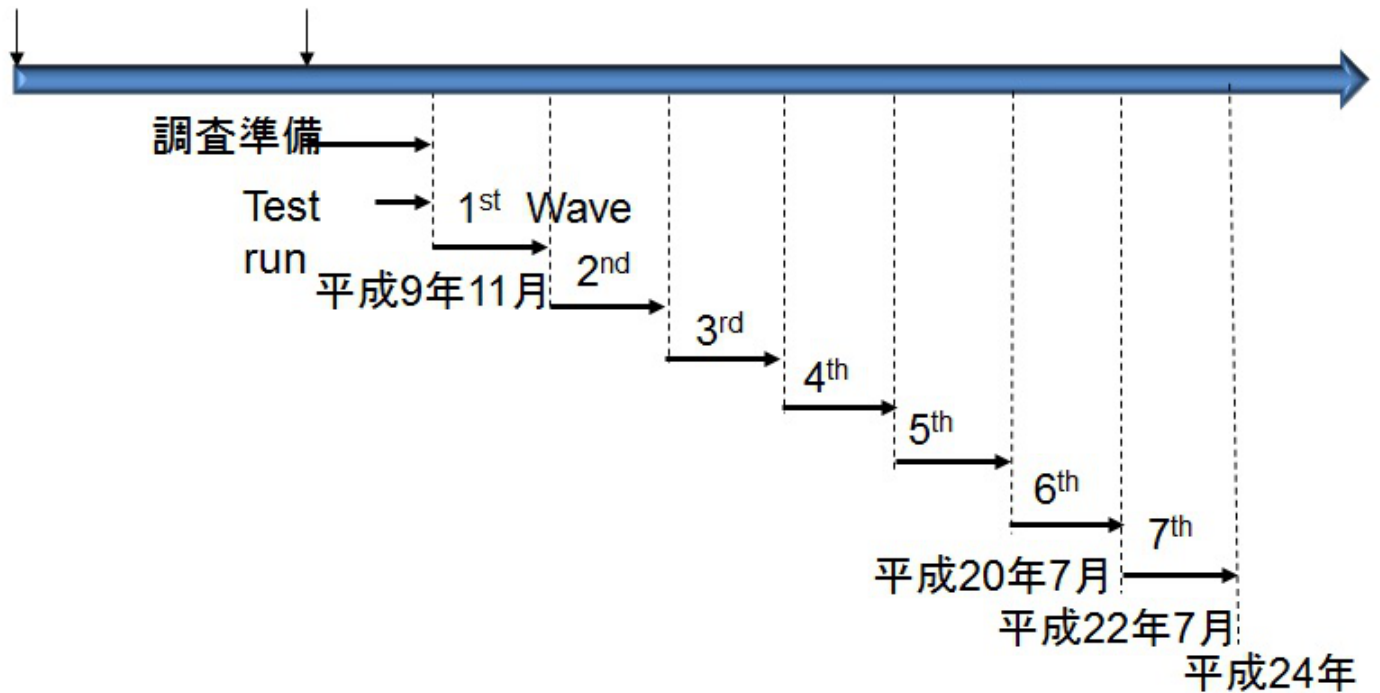 調査準備
Test
run
1st Wave
平成9年11月
2nd
3rd
4th
5th
6th
平成20年7月
7th
平成22年7月
平成24年